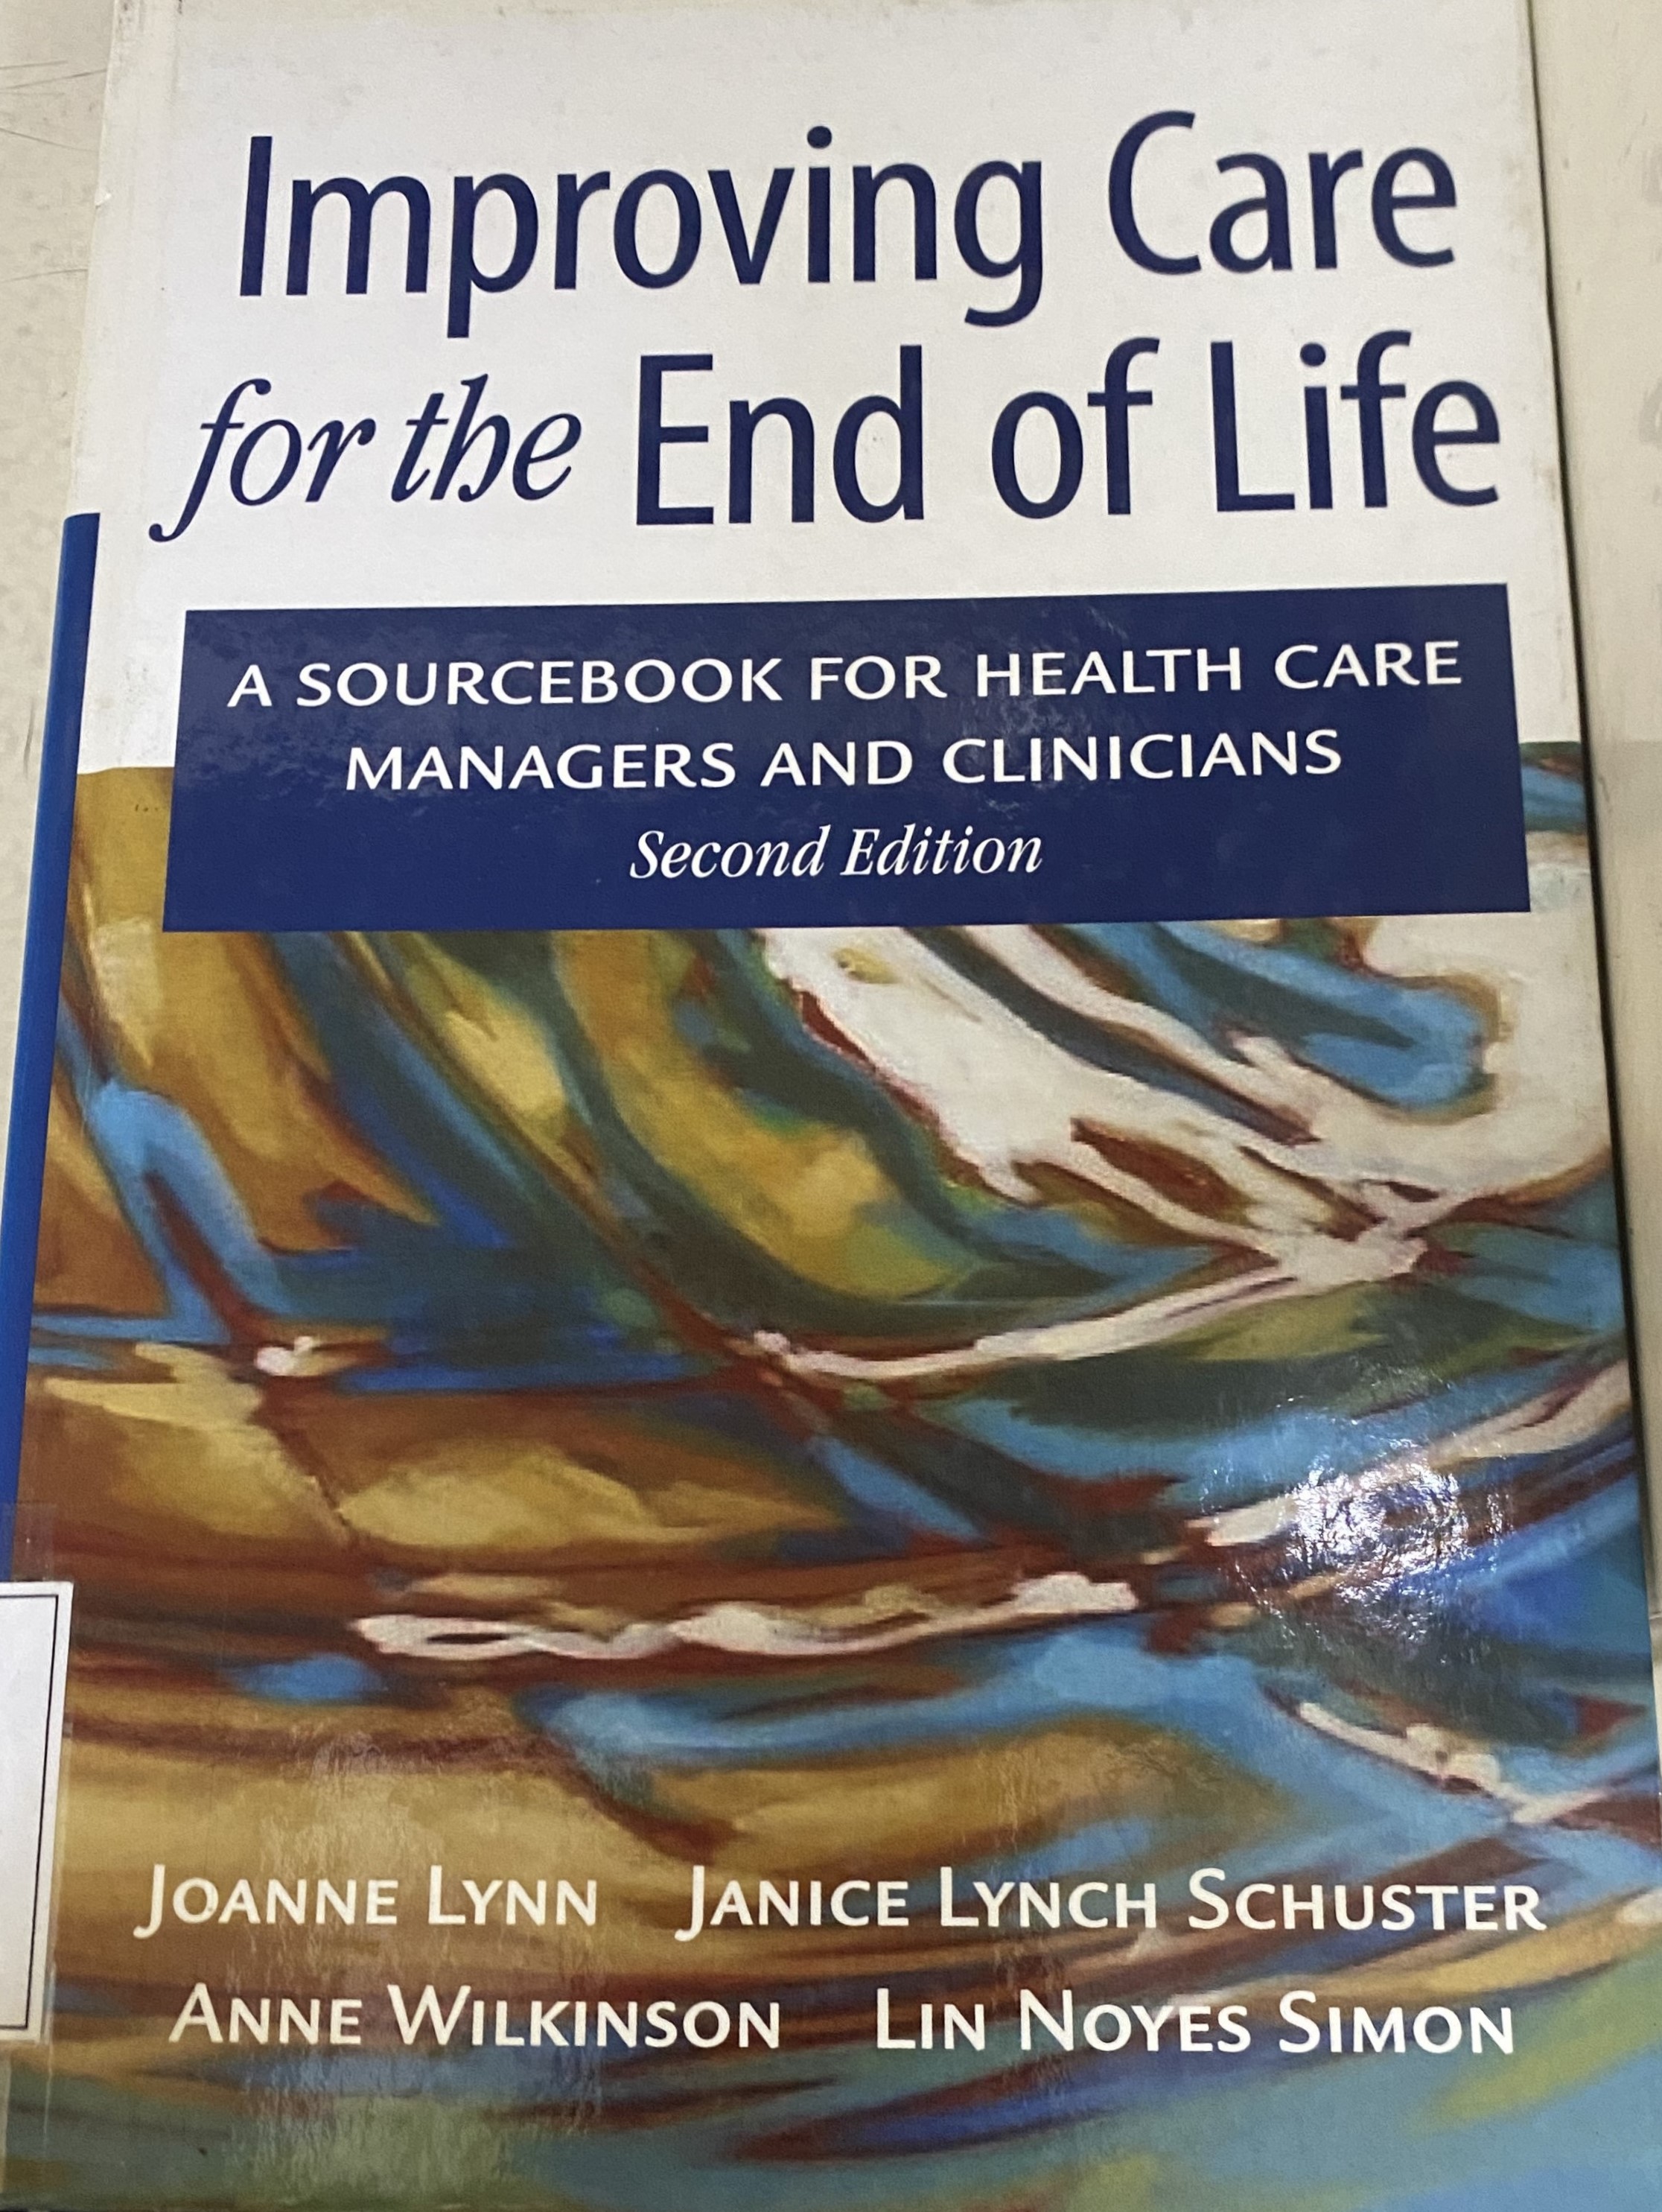 Improving Care
for the End of Life
A SOURCEBOOK FOR HEALTH CARE
MANAGERS AND CLINICIANS
Second Edition
JOANNE LYNN JANICE LYNCH SCHUSTER
ANNE WILKINSON LIN NOYES SIMON